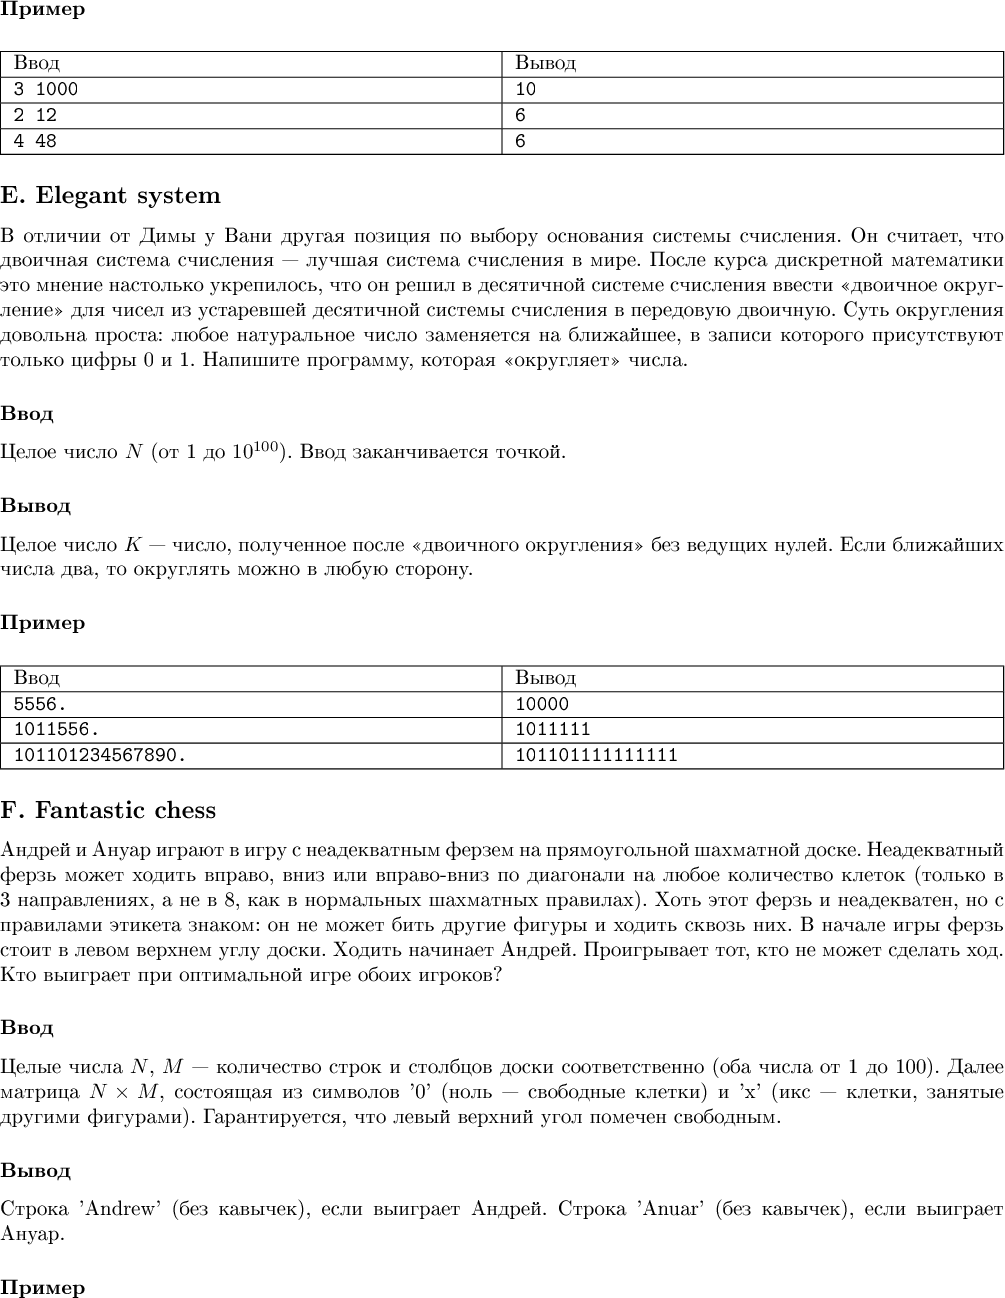 Пример
Ввод Вывод
3 1000 10
2 12 6
4 48 6
E. Elegant system
В отличии от Димы у Вани другая позиция по выбору основания системы счисления. Он считает, что
двоичная система счисления — лучшая система счисления в мире. После курса дискретной математики
это мнение настолько укрепилось, что он решил в десятичной системе счисления ввести «двоичное округ-
ление» для чисел из устаревшей десятичной системы счисления в передовую двоичную. Суть округления
довольна проста: любое натуральное число заменяется на ближайшее, в записи которого присутствуют
только цифры 0 и 1. Напишите программу, которая «округляет» числа.
Ввод
Целое число N (от 1 до 10^100). Ввод заканчивается точкой.
Вывод
Целое число K — число, полученное после «двоичного округления» без ведущих нулей. Если ближайших
числа два, то округлять можно в любую сторону.
Пример
Ввод Вывод
5556. 10000
1011556. 1011111
101101234567890. 101101111111111
F. Fantastic chess
Андрей и Ануар играют в игру с неадекватным ферзем на прямоугольной шахматной доске. Неадекватный
ферзь может ходить вправо, вниз или вправо-вниз по диагонали на любое количество клеток (только в
3 направлениях, а не в 8, как в нормальных шахматных правилах). Хоть этот ферзь и неадекватен, но с
правилами этикета знаком: он не может бить другие фигуры и ходить сквозь них. В начале игры ферзь
стоит в левом верхнем углу доски. Ходить начинает Андрей. Проигрывает тот, кто не может сделать ход.
Кто выиграет при оптимальной игре обоих игроков?
Ввод
Целые числа N, M — количество строк и столбцов доски соответственно (оба числа от 1 до 100). Далее
матрица N × M, состоящая из символов ’0’ (ноль — свободные клетки) и ’x’ (икс — клетки, занятые
другими фигурами). Гарантируется, что левый верхний угол помечен свободным.
Вывод
Строка ’Andrew’ (без кавычек), если выиграет Андрей. Строка ’Anuar’ (без кавычек), если выиграет
Ануар.
Пример